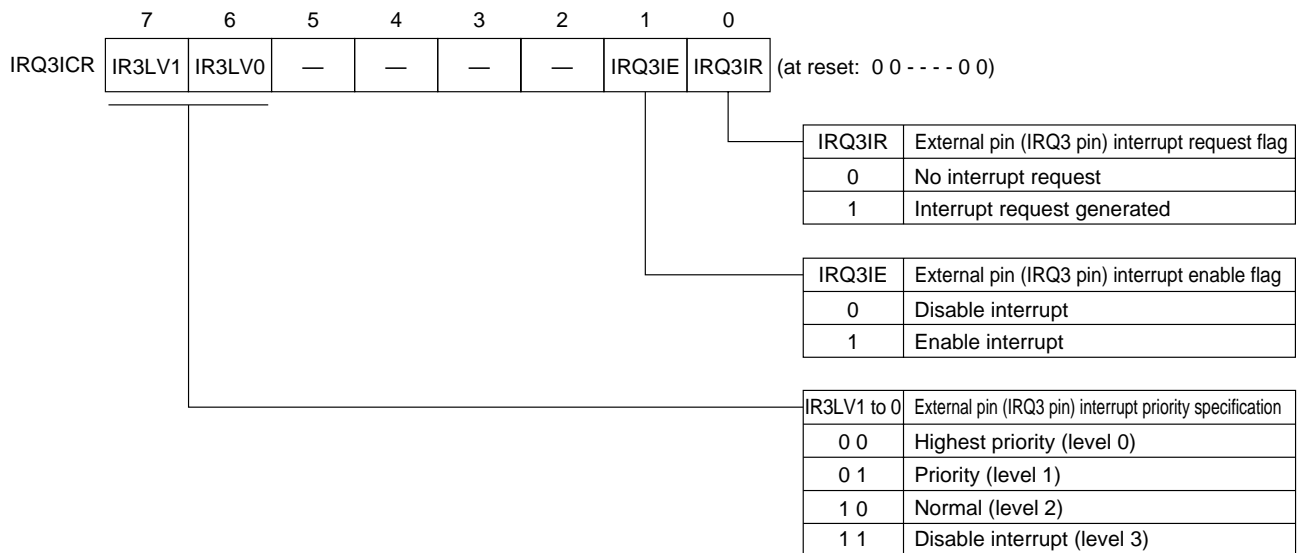 7 6 5 4 3 2 1 0
IRQ3ICR IR3LV1 IR3LV0 — — — — IRQ3IE IRQ3IR (at reset: 0 0 - - - - 0 0)
IRQ3IR External pin (IRQ3 pin) interrupt request flag
0 No interrupt request
1 Interrupt request generated
IRQ3IE External pin (IRQ3 pin) interrupt enable flag
0 Disable interrupt
1 Enable interrupt
IR3LV1 to 0 External pin (IRQ3 pin) interrupt priority specification
0 0 Highest priority (level 0)
0 1 Priority (level 1)
1 0 Normal (level 2)
1 1 Disable interrupt (level 3)